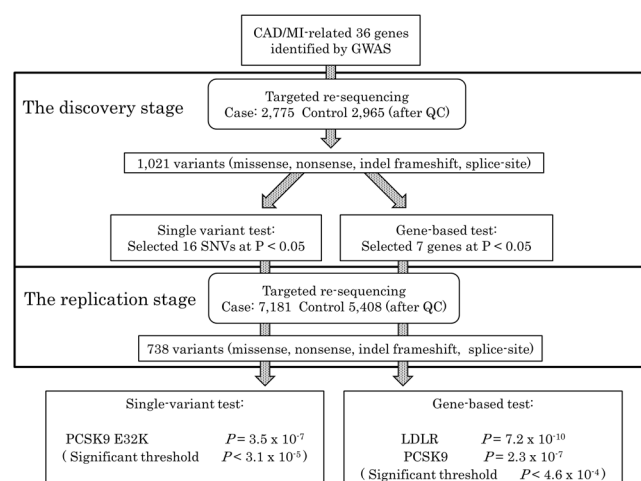 CAD/MI-related 36 genes
identified by GWAS
The discovery stage
Targeted re-sequencing
Case: 2,775 Control 2,965 (after QC)
1,021 variants (missense, nonsense, indel frameshift, splice-site)
Single variant test:
Selected 16 SNVs at P < 0.05
Gene-based test:
Selected 7 genes at P < 0.05
The replication stage
Targeted re-sequencing
Case: 7,181 Control 5,408 (after QC)
738 variants (missense, nonsense, indel frameshift, splice-site)
Single-variant test:
PCSK9 E32K P = 3.5 x 10⁻⁷
( Significant threshold P < 3.1 x 10⁻⁵)
Gene-based test:
LDLR P = 7.2 x 10⁻¹⁰
PCSK9 P = 2.3 x 10⁻⁷
( Significant threshold P < 4.6 x 10⁻⁴)